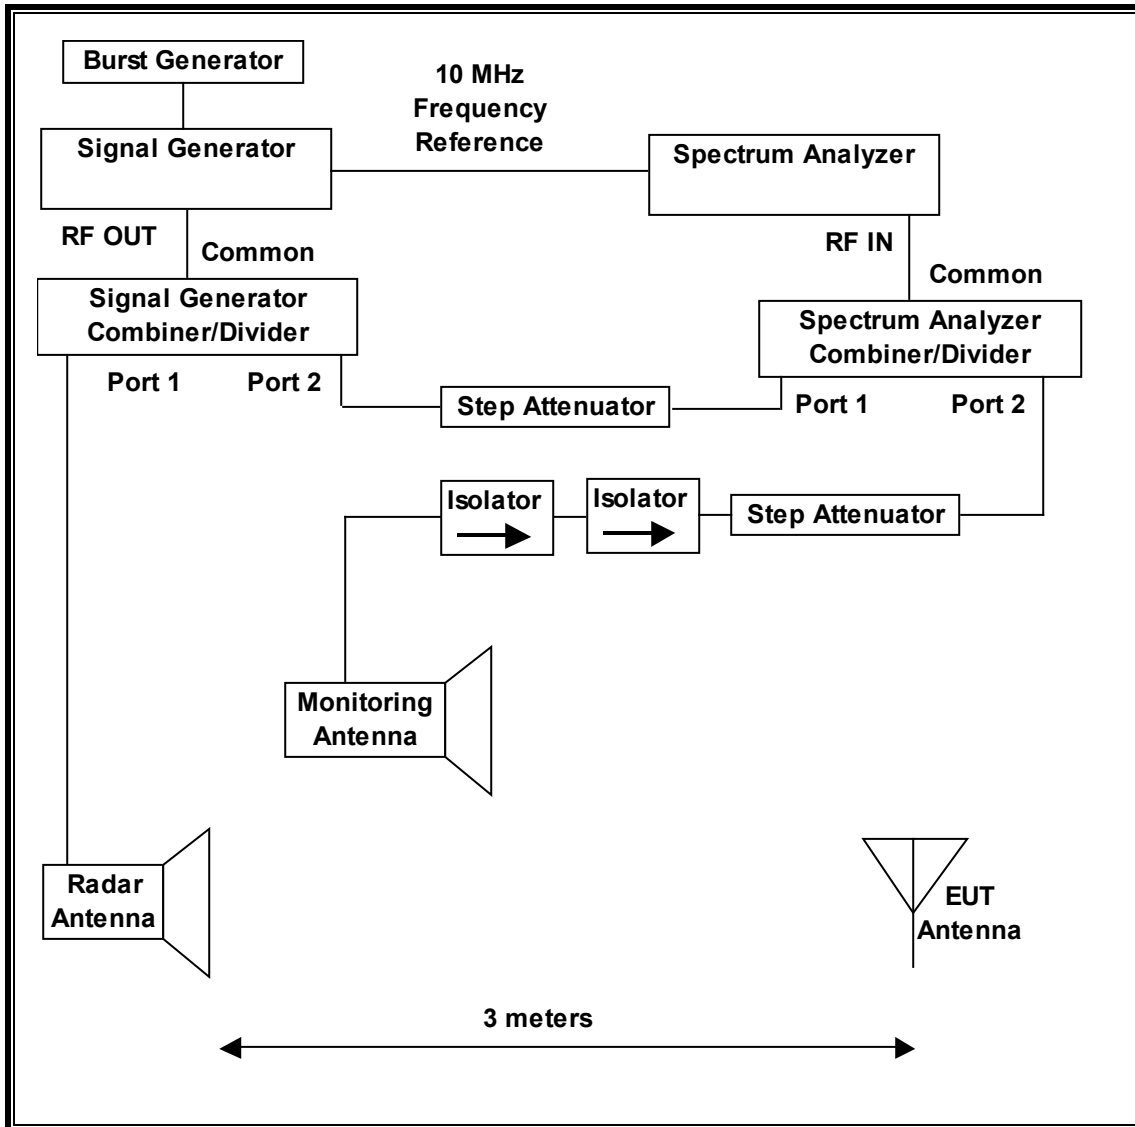 Burst Generator
10 MHz
Frequency
Reference
Signal Generator
Spectrum Analyzer
RF OUT
Common
RF IN
Common
Signal Generator
Combiner/Divider
Spectrum Analyzer
Combiner/Divider
Port 1
Port 2
Step Attenuator
Port 1
Port 2
Isolator
Isolator
Step Attenuator
Monitoring
Antenna
Radar
Antenna
EUT
Antenna
3 meters